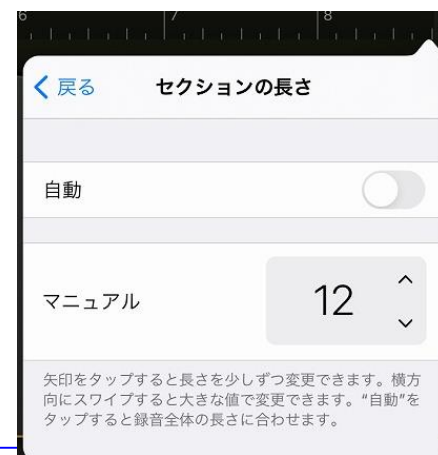 6 7 8
戻る セクションの長さ
自動
マニュアル 12
矢印をタップすると長さを少しずつ変更できます。横方
向にスワイプすると大きな値で変更できます。“自動”を
タップすると録音全体の長さに合わせます。